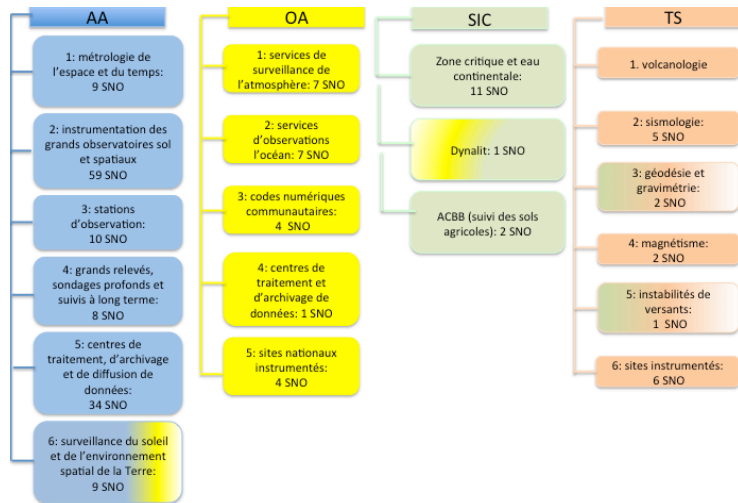 AA
1: métrologie de
l'espace et du temps:
9 SNO
2: instrumentation des
grands observatoires sol
et spatiaux
59 SNO
3: stations
d'observation:
10 SNO
4: grands relevés,
sondages profonds et
suivis à long terme:
8 SNO
5: centres de
traitement, d'archivage
et de diffusion de
données:
34 SNO
6: surveillance du soleil
et de l'environnement
spatial de la Terre:
9 SNO
OA
1: services de
surveillance de
l'atmosphère: 7 SNO
2: services
d'observations
l'océan: 7 SNO
3: codes numériques
communautaires:
4 SNO
4: centres de
traitement et
d'archivage de
données: 1 SNO
5: sites nationaux
instrumentés:
4 SNO
SIC
Zone critique et eau
continentale:
11 SNO
Dynalit: 1 SNO
ACBB (suivi des sols
agricoles): 2 SNO
TS
1. volcanologie
2: sismologie:
5 SNO
3: géodésie et
gravimétrie:
2 SNO
4: magnétisme:
2 SNO
5: instabilités de
versants:
1 SNO
6: sites instrumentés:
6 SNO